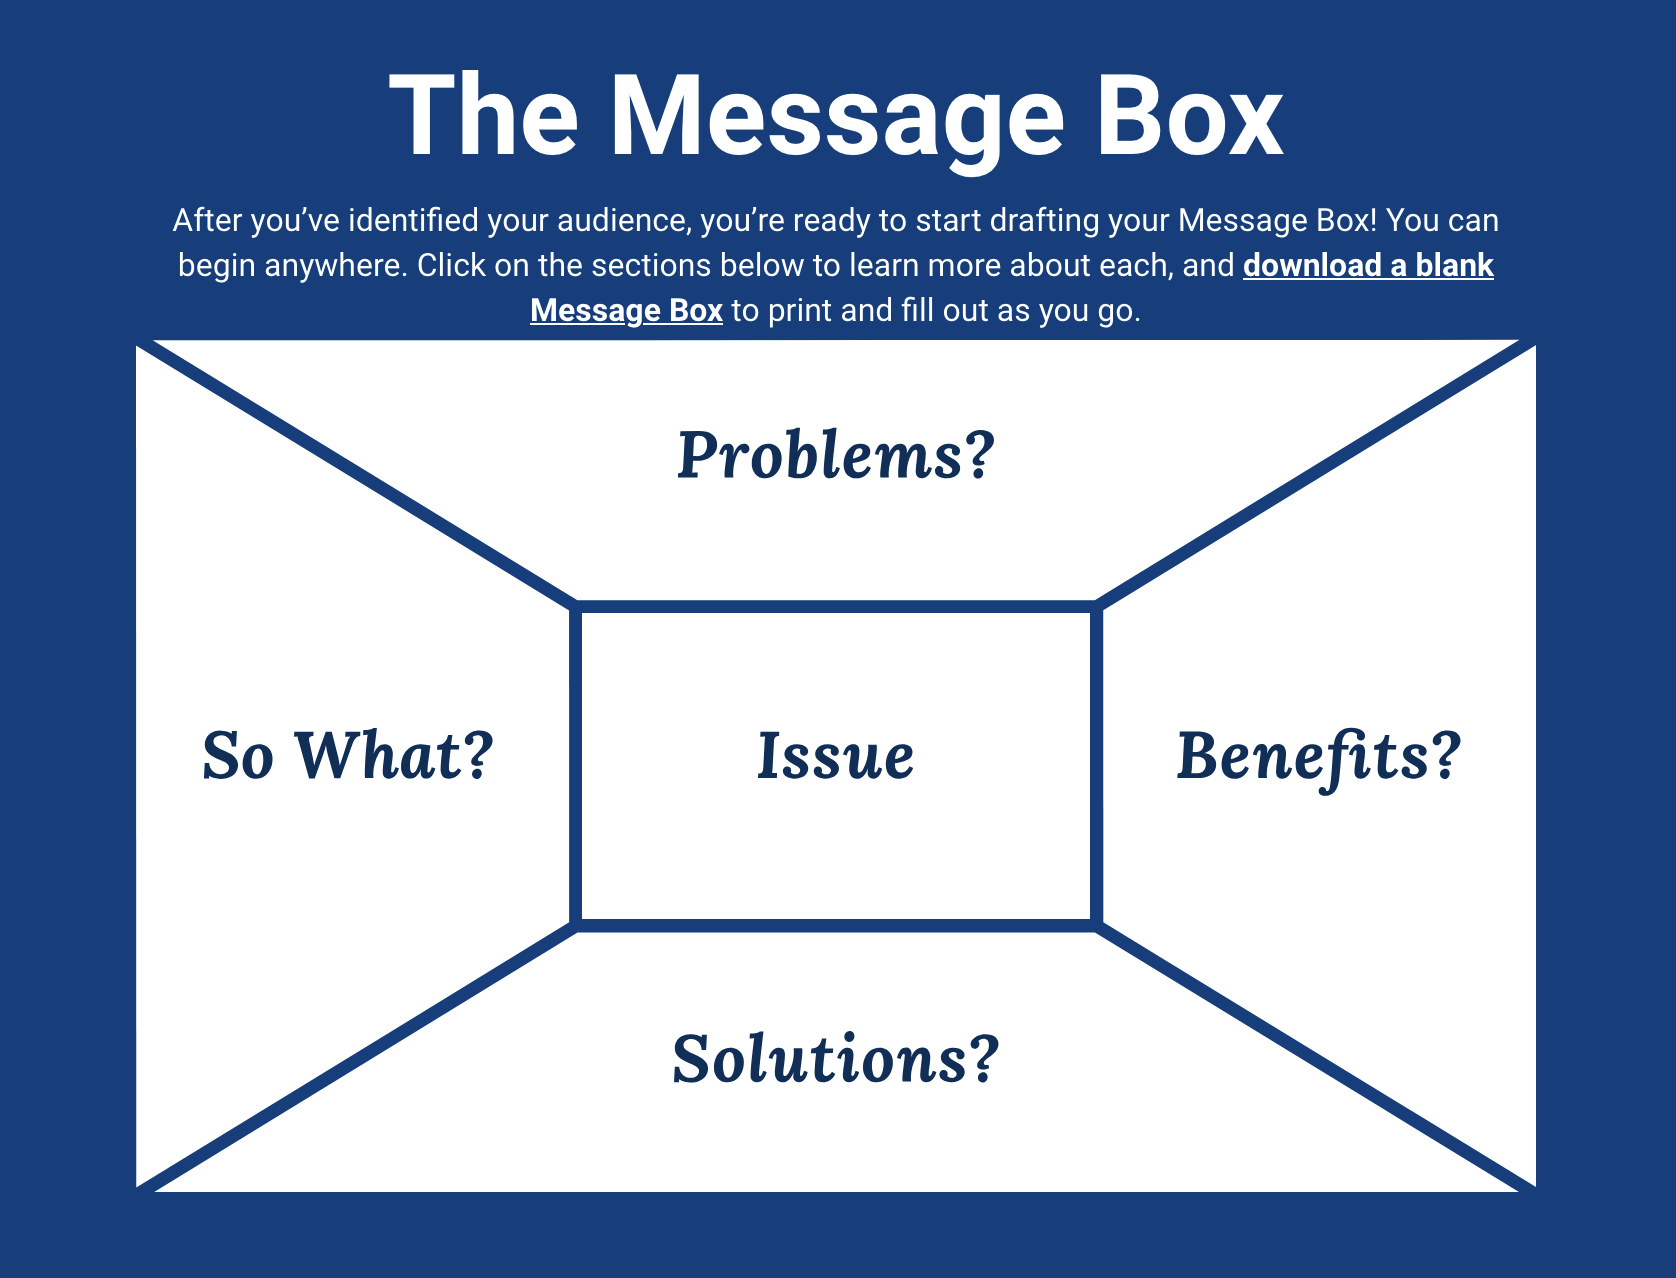 The Message Box
After you’ve identified your audience, you’re ready to start drafting your Message Box! You can
begin anywhere. Click on the sections below to learn more about each, and download a blank
Message Box to print and fill out as you go.
Problems?
So What?
Issue
Benefits?
Solutions?